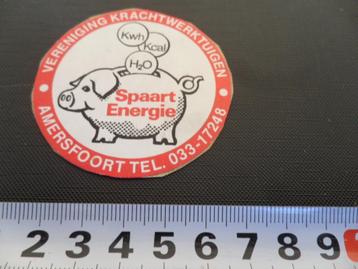 VERENIGING KRACHTWERKTUIGEN
Kwh
Kcal
H₂O
Spaart
Energie
AMERSFOORT TEL. 033-17248
2 3 4 5 6 7 8 9